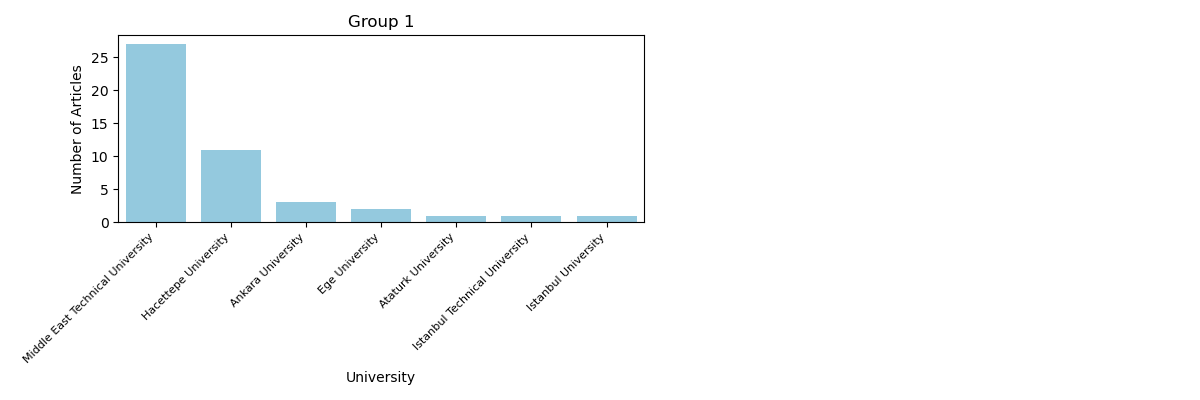 Group 1
Number of Articles
25
20
15
10
5
0
Middle East Technical University
Hacettepe University
Ankara University
Ege University
Ataturk University
Istanbul Technical University
Istanbul University
University